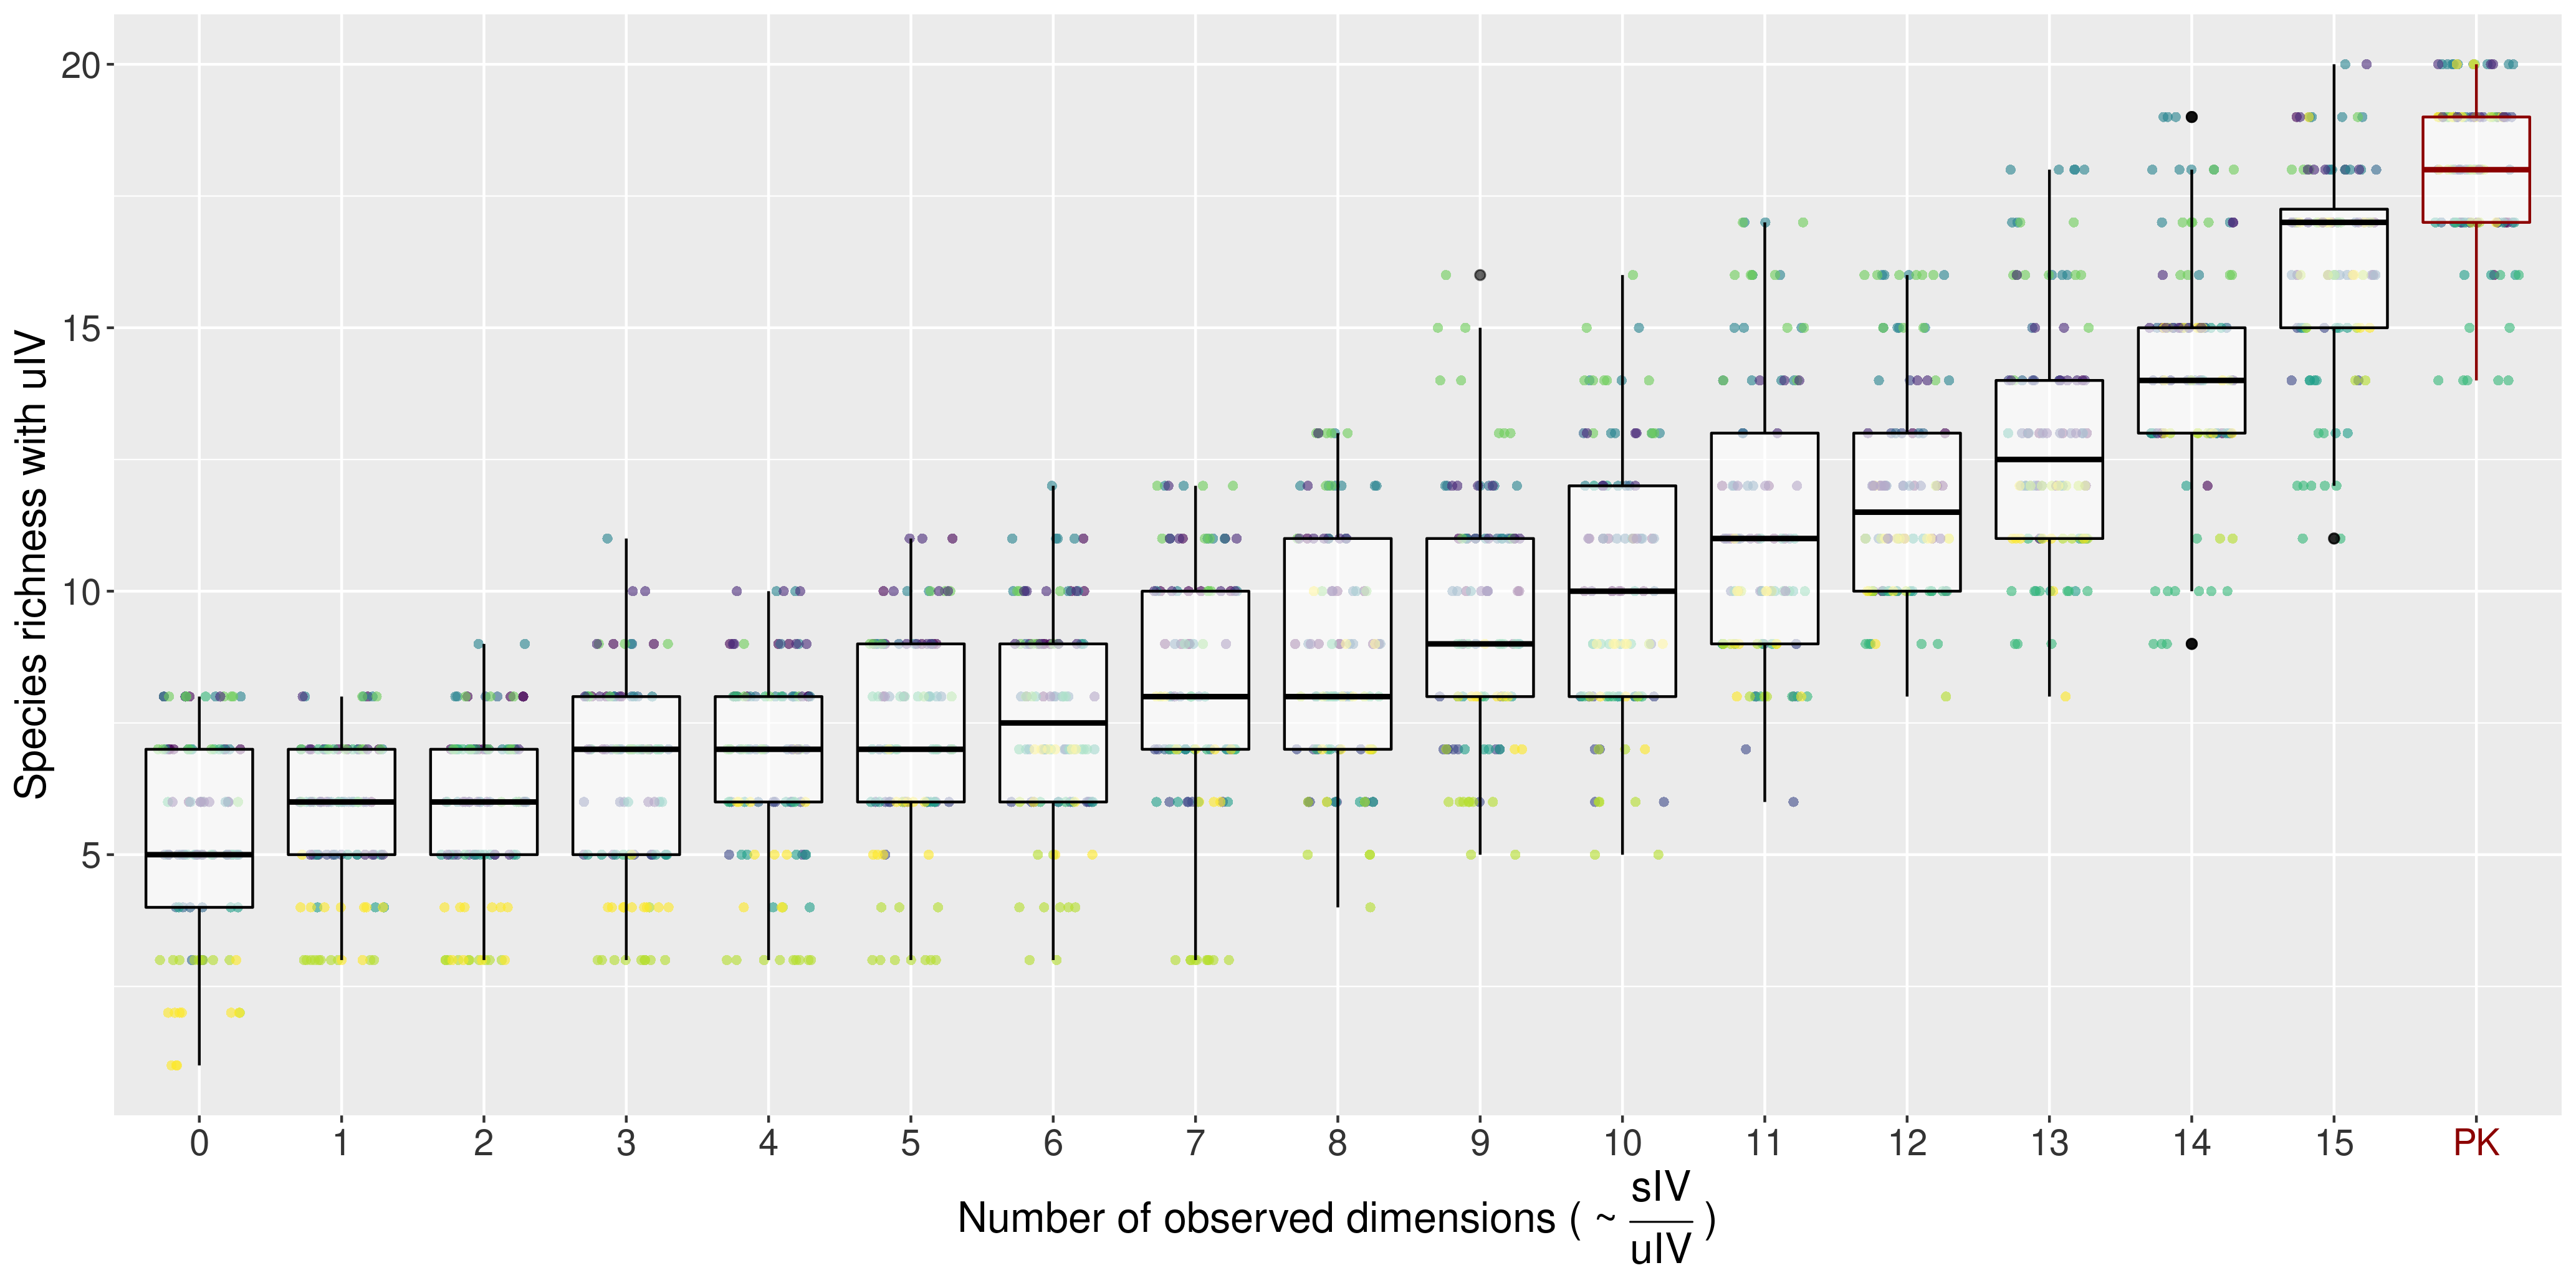 Species richness with uIV
20
15
10
5
0 1 2 3 4 5 6 7 8 9 10 11 12 13 14 15 PK
Number of observed dimensions ( ~ sIV/uIV )